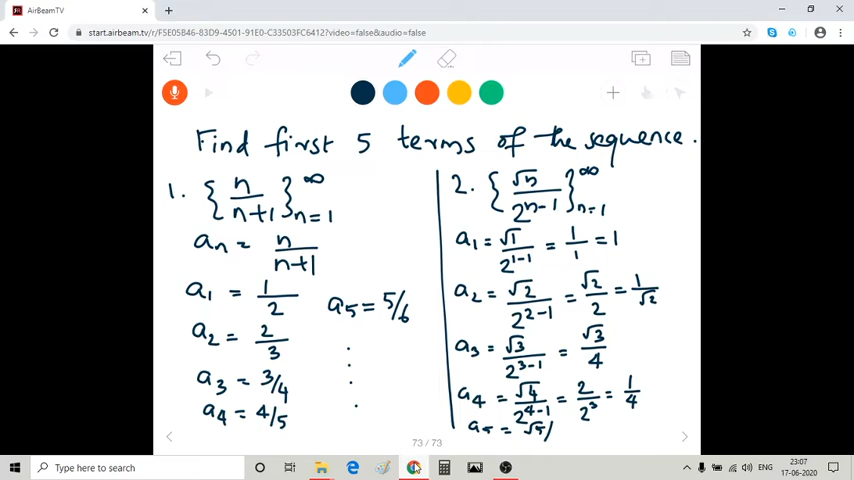 AirBeamTV
start.airbeam.tv/r/F5E05B46-83D9-4501-91E0-C33503FC6412?video=false&audio=false
Find first 5 terms of the sequence.
1. {n/(n+1)}_{n=1}^∞
aₙ = n/(n+1)
a₁ = 1/2
a₂ = 2/3
a₃ = 3/4
a₄ = 4/5
a₅ = 5/6
2. {√n/2^(n-1)}_{n=1}^∞
a₁ = √1/2^(1-1) = 1/1 = 1
a₂ = √2/2^(2-1) = √2/2 = 1/√2
a₃ = √3/2^(3-1) = √3/4
a₄ = √4/2^(4-1) = 2/2³ = 1/4
a₅ = √5/
73 / 73
Type here to search
ENG
23:07
17-06-2020